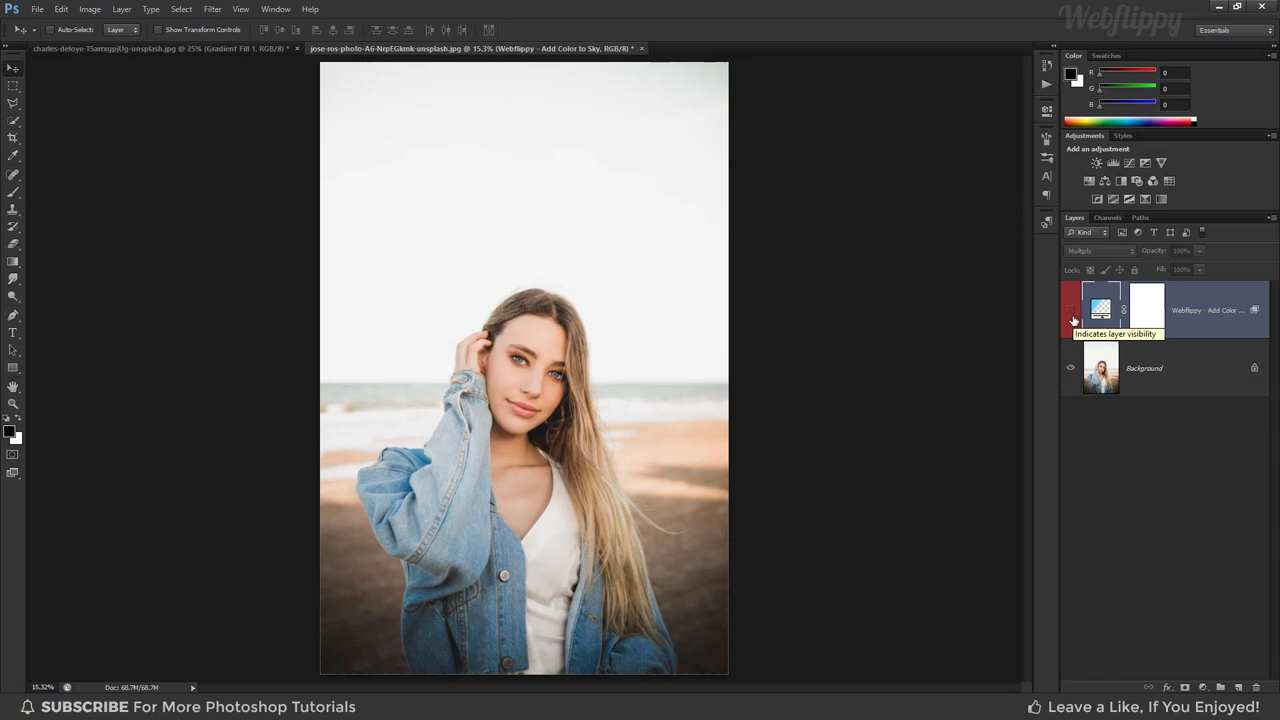 Ps File Edit Image Layer Type Select Filter View Window Help
Webflippy
Auto-Select: Layer Show Transform Controls Essentials
charles-deloye-T5arrxgpjUg-unsplash.jpg @ 25% (Gradient Fill 1, RGB/8) * ×
jose-ros-photo-A6-NrpEGkmk-unsplash.jpg @ 15.3% (Webflippy - Add Color to Sky, RGB/8) * ×
Color Swatches
R 0
G 0
B 0
Adjustments Styles
Add an adjustment
Layers Channels Paths
Kind
Multiply Opacity: 100%
Lock: Fill: 100%
Webflippy - Add Color ...
Indicates layer visibility
Background
15.32% Doc: 68.7M/68.7M
SUBSCRIBE For More Photoshop Tutorials
Leave a Like, If You Enjoyed!